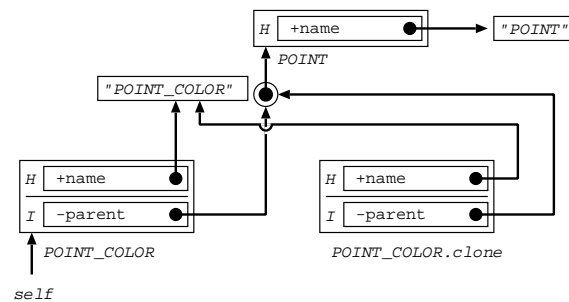 H +name "POINT"
POINT
"POINT_COLOR"
H +name H +name
I -parent I -parent
POINT_COLOR POINT_COLOR.clone
self